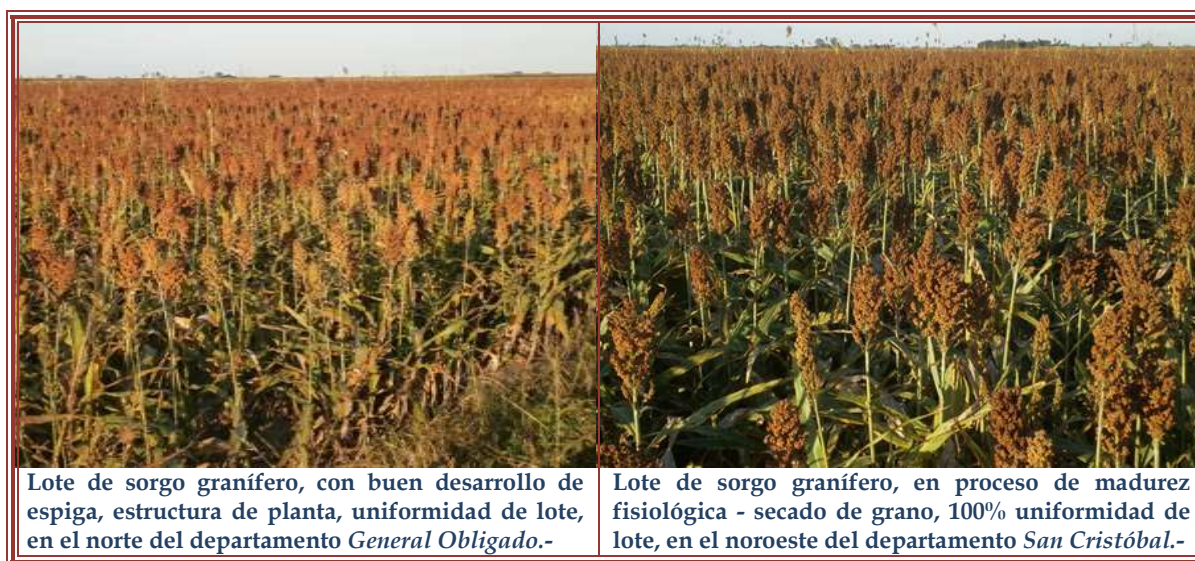 Lote de sorgo granífero, con buen desarrollo de
espiga, estructura de planta, uniformidad de lote,
en el norte del departamento General Obligado.-
Lote de sorgo granífero, en proceso de madurez
fisiológica - secado de grano, 100% uniformidad de
lote, en el noroeste del departamento San Cristóbal.-